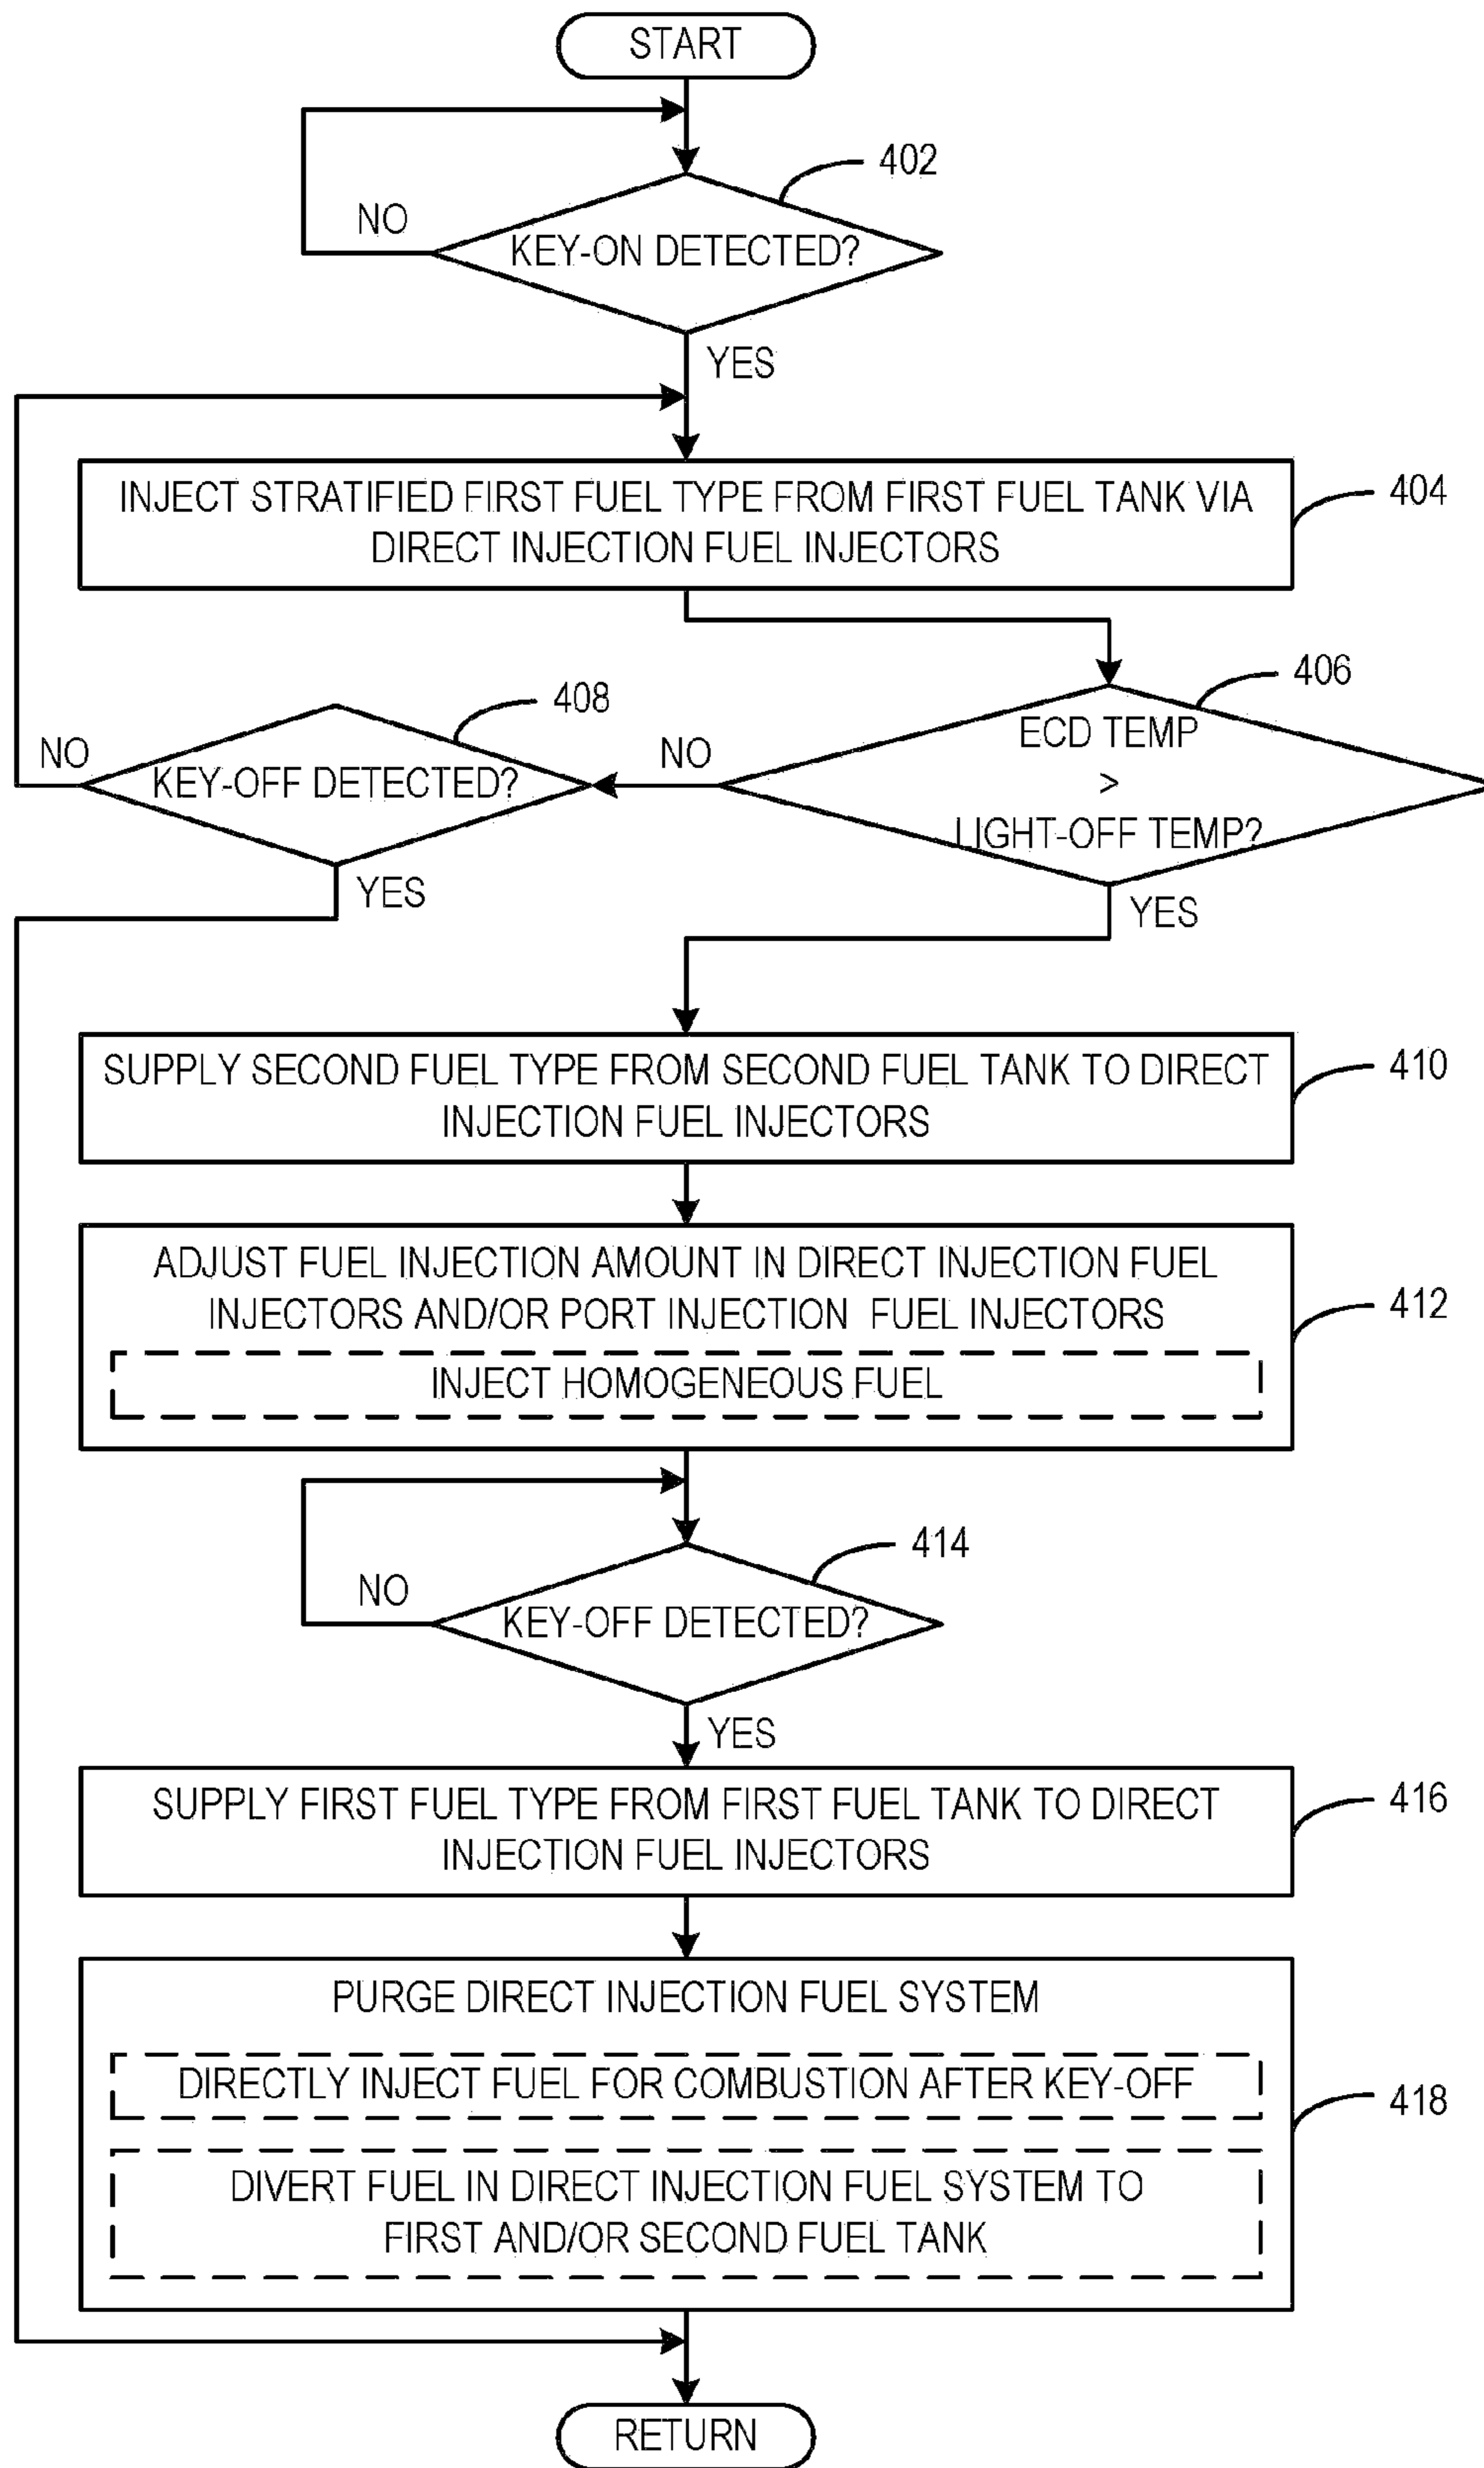 START
402
NO
KEY-ON DETECTED?
YES
INJECT STRATIFIED FIRST FUEL TYPE FROM FIRST FUEL TANK VIA
DIRECT INJECTION FUEL INJECTORS
404
406
408
ECD TEMP
>
LIGHT-OFF TEMP?
NO
NO
KEY-OFF DETECTED?
YES
YES
SUPPLY SECOND FUEL TYPE FROM SECOND FUEL TANK TO DIRECT
INJECTION FUEL INJECTORS
410
ADJUST FUEL INJECTION AMOUNT IN DIRECT INJECTION FUEL
INJECTORS AND/OR PORT INJECTION FUEL INJECTORS
412
INJECT HOMOGENEOUS FUEL
414
NO
KEY-OFF DETECTED?
YES
SUPPLY FIRST FUEL TYPE FROM FIRST FUEL TANK TO DIRECT
INJECTION FUEL INJECTORS
416
PURGE DIRECT INJECTION FUEL SYSTEM
DIRECTLY INJECT FUEL FOR COMBUSTION AFTER KEY-OFF
418
DIVERT FUEL IN DIRECT INJECTION FUEL SYSTEM TO
FIRST AND/OR SECOND FUEL TANK
RETURN